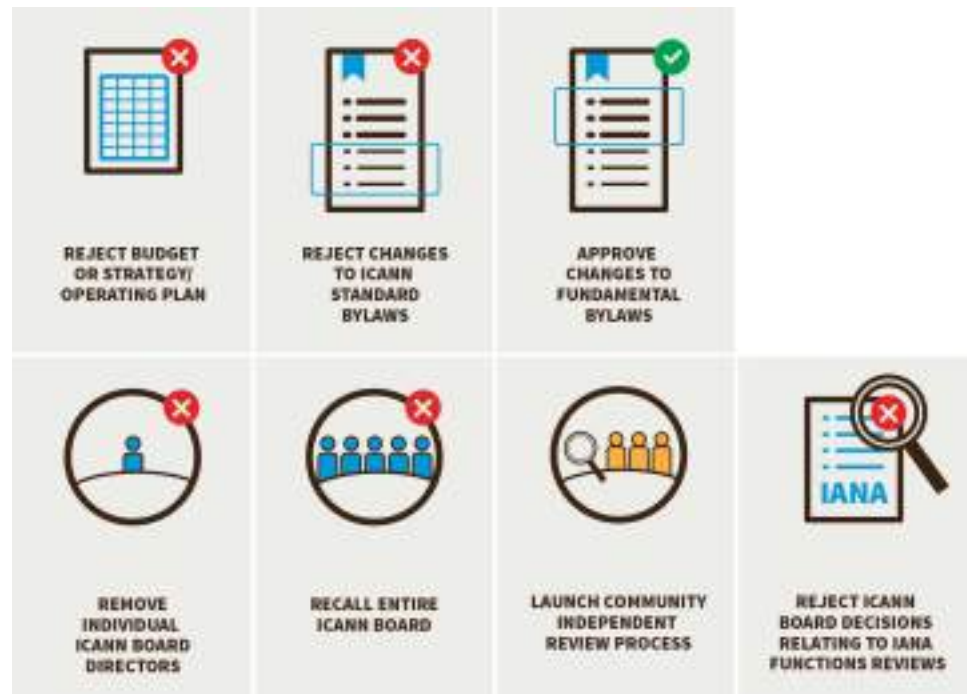 REJECT BUDGET
OR STRATEGY/
OPERATING PLAN
REJECT CHANGES
TO ICANN
STANDARD
BYLAWS
APPROVE
CHANGES TO
FUNDAMENTAL
BYLAWS
REMOVE
INDIVIDUAL
ICANN BOARD
DIRECTORS
RECALL ENTIRE
ICANN BOARD
LAUNCH COMMUNITY
INDEPENDENT
REVIEW PROCESS
IANA
REJECT ICANN
BOARD DECISIONS
RELATING TO IANA
FUNCTIONS REVIEWS